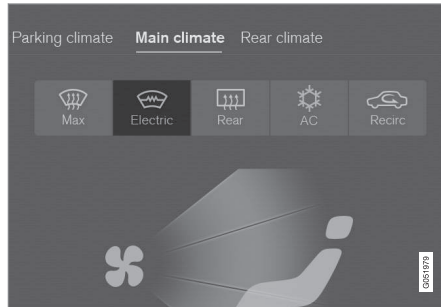 Parking climate Main climate Rear climate
Max Electric Rear AC Recirc
G051979